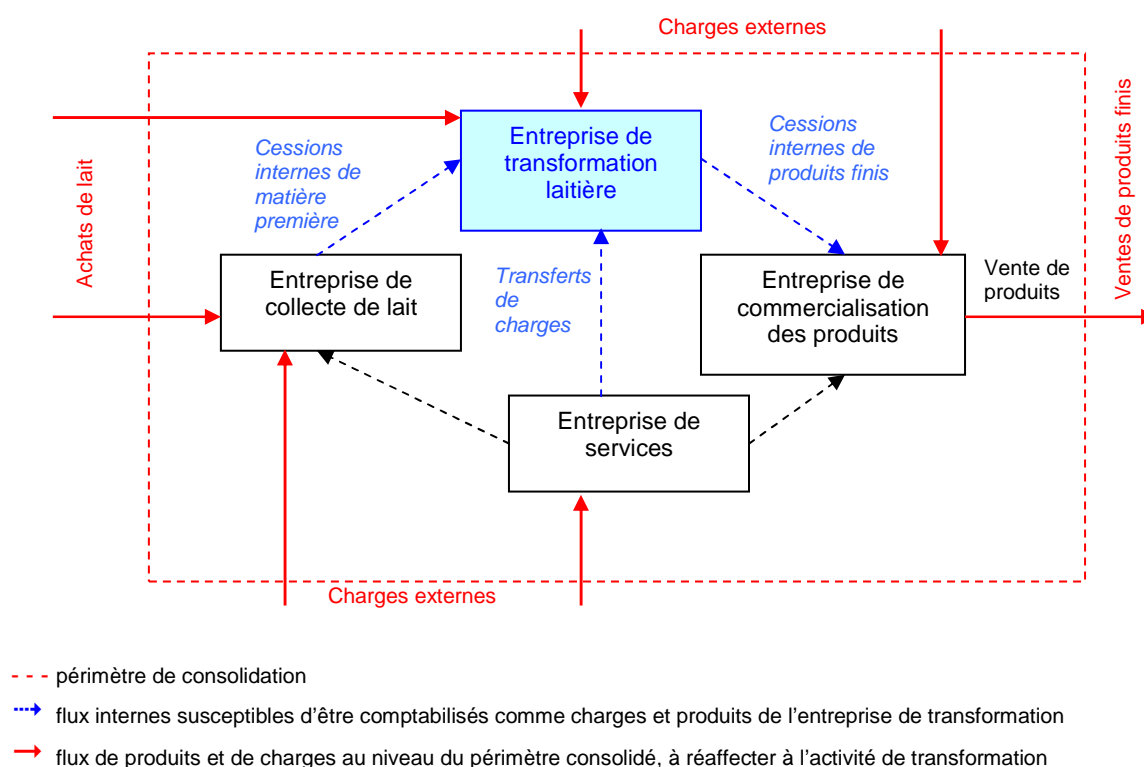 Charges externes
Achats de lait
Cessions
internes de
matière
première
Entreprise de
transformation
laitière
Cessions
internes de
produits finis
Ventes de produits finis
Entreprise de
collecte de lait
Transferts
de
charges
Entreprise de
commercialisation
des produits
Vente de
produits
Entreprise de
services
Charges externes
périmètre de consolidation
flux internes susceptibles d'être comptabilisés comme charges et produits de l'entreprise de transformation
flux de produits et de charges au niveau du périmètre consolidé, à réaffecter à l'activité de transformation